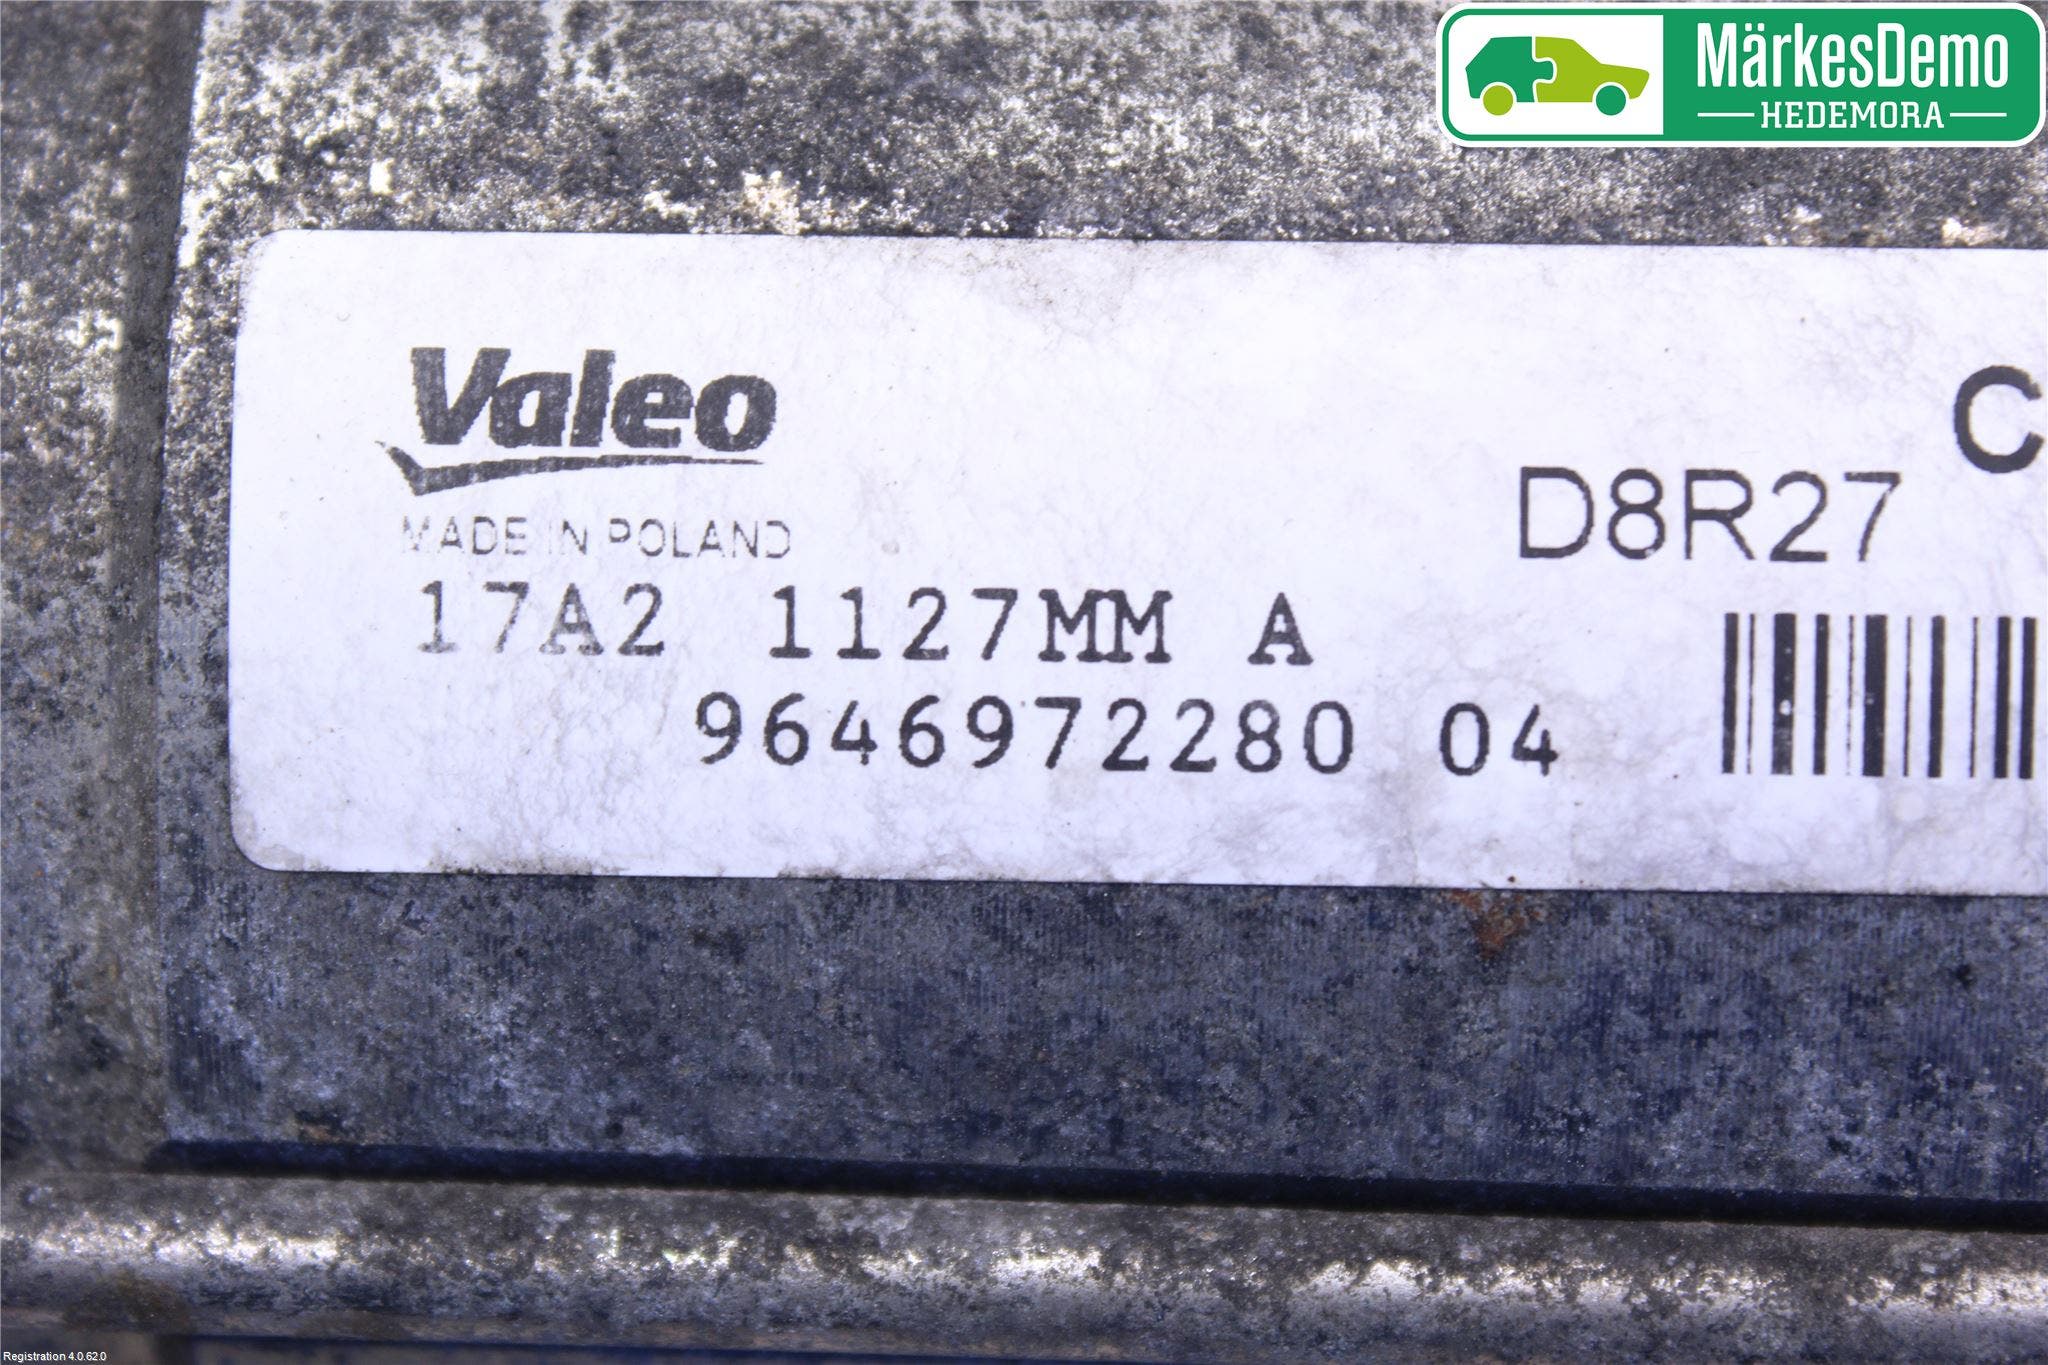 MärkesDemo
HEDEMORA
Valeo
C
D8R27
MADE IN POLAND
17A2 1127MM A
9646972280 04
Registration 4.0.62.0